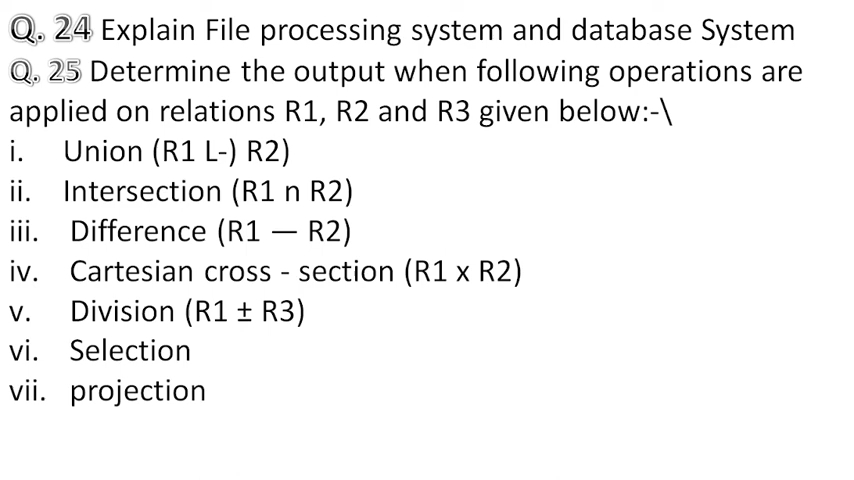 Q. 24 Explain File processing system and database System
Q. 25 Determine the output when following operations are
applied on relations R1, R2 and R3 given below:-\
i. Union (R1 L-) R2)
ii. Intersection (R1 n R2)
iii. Difference (R1 — R2)
iv. Cartesian cross - section (R1 x R2)
v. Division (R1 ± R3)
vi. Selection
vii. projection